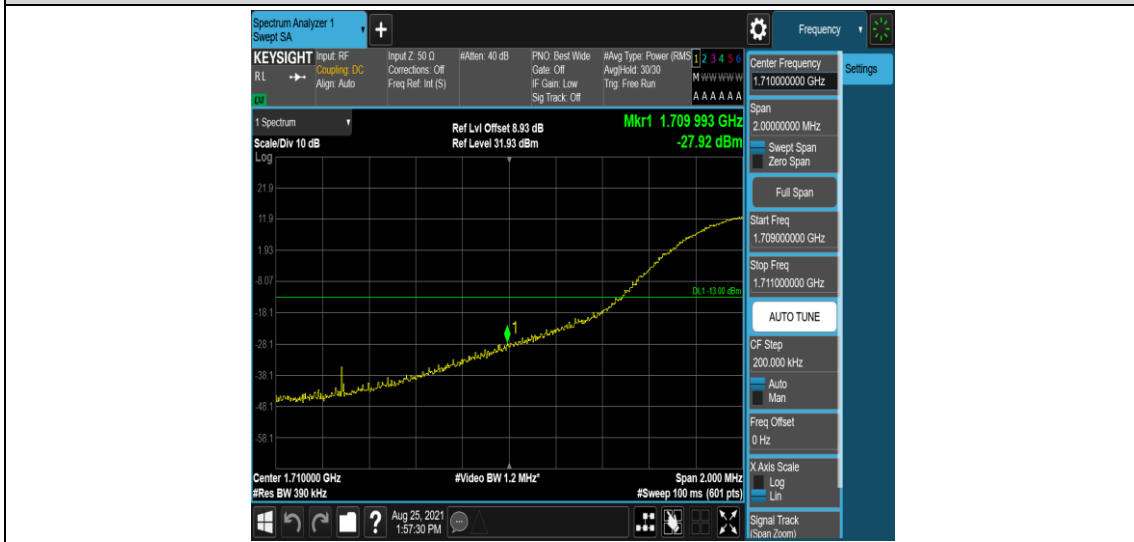 Spectrum Analyzer 1
Swept SA
+
Frequency
KEYSIGHT
RL
Input: RF
Coupling: DC
Align: Auto
Input Z: 50 Ω
Corrections: Off
Freq Ref: Int (S)
#Atten: 40 dB
PNO: Best Wide
Gate: Off
IF Gain: Low
Sig Track: Off
#Avg Type: Power (RMS
Avg|Hold: 30/30
Trig: Free Run
1 2 3 4 5 6
M W W W W W
A A A A A A
1 Spectrum
Scale/Div 10 dB
Log
Ref Lvl Offset 8.93 dB
Ref Level 31.93 dBm
Mkr1 1.709 993 GHz
-27.92 dBm
21.9
11.9
1.93
-8.07
-18.1
-28.1
-38.1
-48.1
-58.1
DL1 -13.00 dBm
1
Center 1.710000 GHz
#Res BW 390 kHz
#Video BW 1.2 MHz*
Span 2.000 MHz
#Sweep 100 ms (601 pts)
Center Frequency
1.710000000 GHz
Settings
Span
2.00000000 MHz
Swept Span
Zero Span
Full Span
Start Freq
1.709000000 GHz
Stop Freq
1.711000000 GHz
AUTO TUNE
CF Step
200.000 kHz
Auto
Man
Freq Offset
0 Hz
X Axis Scale
Log
Lin
Signal Track
(Span Zoom)
?
Aug 25, 2021
1:57:30 PM